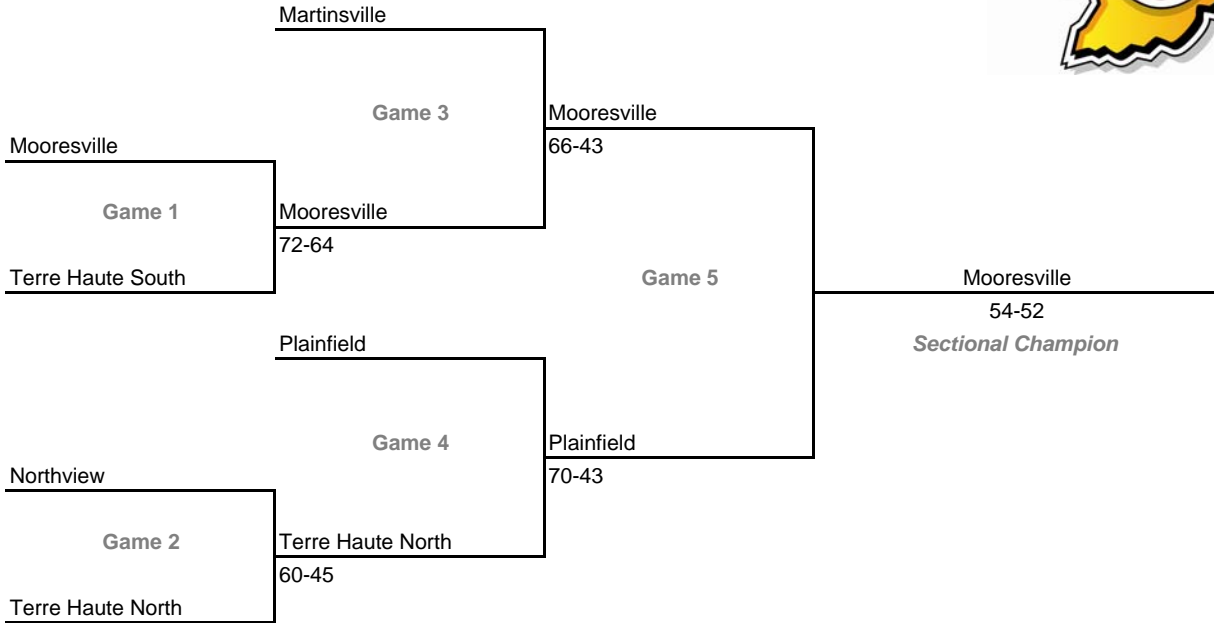 Martinsville
Game 3
Mooresville
Mooresville
66-43
Game 1
Mooresville
72-64
Terre Haute South
Game 5
Mooresville
54-52
Plainfield
Sectional Champion
Game 4
Plainfield
Northview
70-43
Game 2
Terre Haute North
60-45
Terre Haute North